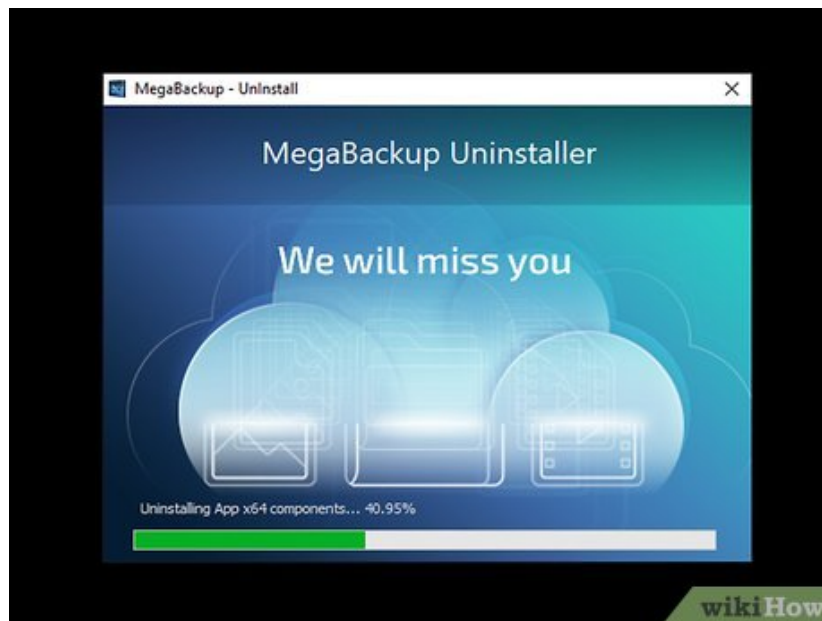 MegaBackup - UnInstall
MegaBackup Uninstaller
We will miss you
Uninstalling App x64 components... 40.95%
wikiHow